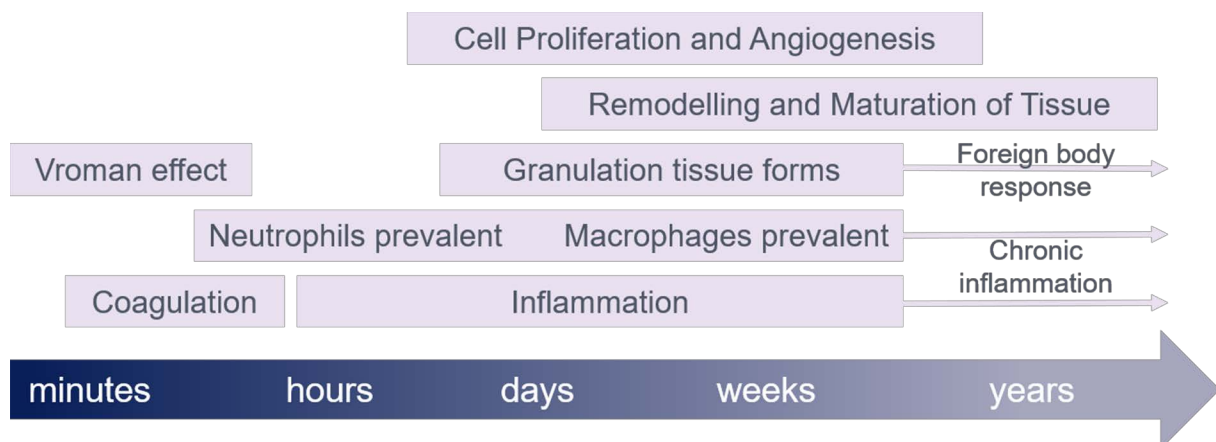 Cell Proliferation and Angiogenesis
Remodelling and Maturation of Tissue
Vroman effect
Granulation tissue forms
Foreign body
response
Neutrophils prevalent
Macrophages prevalent
Chronic
inflammation
Coagulation
Inflammation
minutes
hours
days
weeks
years